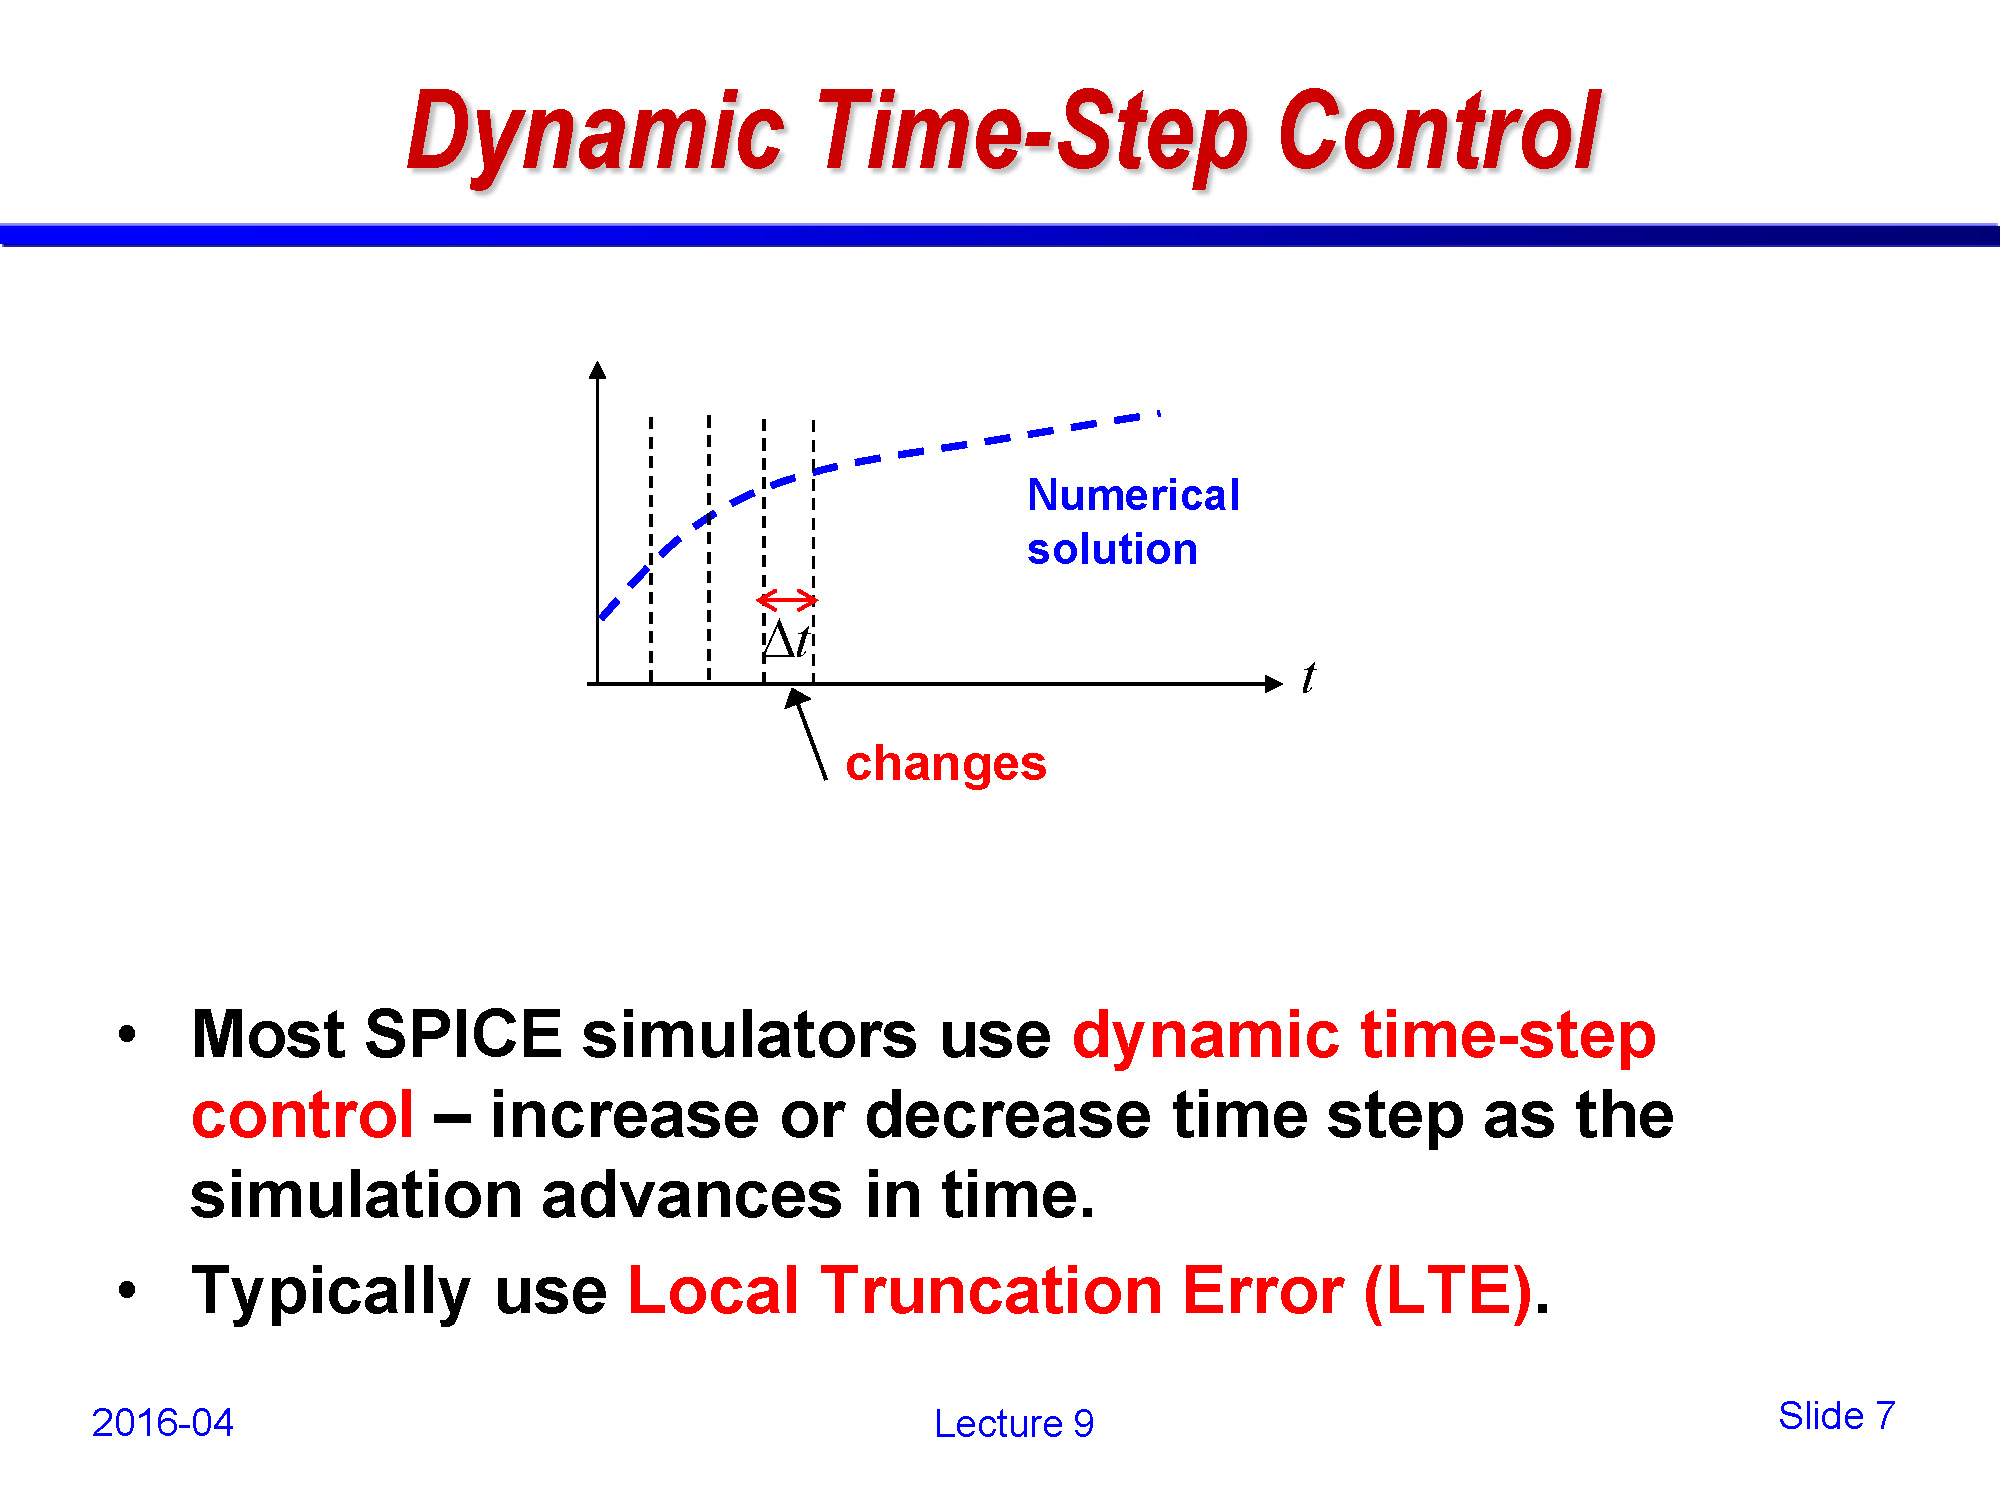 Dynamic Time-Step Control
Numerical
solution
Δt
t
changes
• Most SPICE simulators use dynamic time-step
control – increase or decrease time step as the
simulation advances in time.
• Typically use Local Truncation Error (LTE).
2016-04
Lecture 9
Slide 7